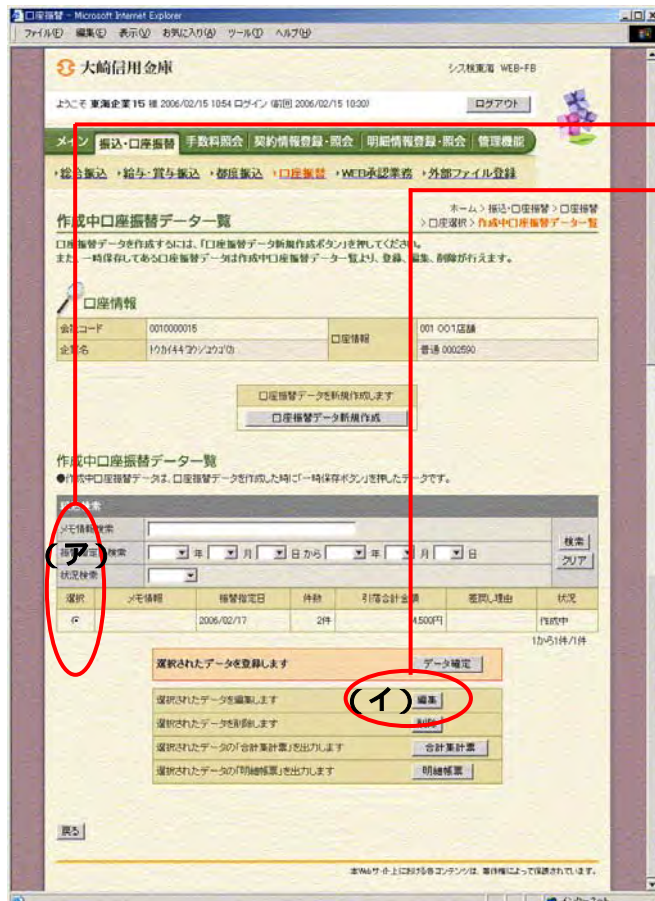 口座振替 - Microsoft Internet Explorer
ファイル(F) 編集(E) 表示(V) お気に入り(A) ツール(T) ヘルプ(H)
大崎信用金庫
シス検東海 WEB-FB
ようこそ 東海企業15 様 2006/02/15 10:54 ログイン (前回 2006/02/15 10:30)
ログアウト
メイン 振込・口座振替 手数料照会 契約情報登録・照会 明細情報登録・照会 管理機能
総合振込 給与・賞与振込 都度振込 口座振替 WEB承認業務 外部ファイル登録
ホーム > 振込・口座振替 > 口座振替
> 口座選択 > 作成中口座振替データ一覧
作成中口座振替データ一覧
口座振替データを作成するには、「口座振替データ新規作成ボタン」を押してください。
また、一時保存してある口座振替データは作成中口座振替データ一覧より、登録、編集、削除が行えます。
口座情報
会社コード 0010000015 口座情報 001 001店舗
企業名 普通 0002590
口座振替データを新規作成します
口座振替データ新規作成
作成中口座振替データ一覧
●作成中口座振替データは、口座振替データを作成した時に「一時保存ボタン」を押したデータです。
メモ情報検索
検索
(ア)
検索 年 月 日 から 年 月 日
クリア
状況検索
選択 メモ情報 振替指定日 件数 引落合計金額 差戻し理由 状況
2006/02/17 2件 4,500円 作成中
1から1件/1件
選択されたデータを登録します データ確定
選択されたデータを編集します (イ) 編集
選択されたデータを削除します 削除
選択されたデータの「合計集計票」を出力します 合計集計票
選択されたデータの「明細帳票」を出力します 明細帳票
戻る
本Webサイト上における各コンテンツは、著作権によって保護されています。
インターネット